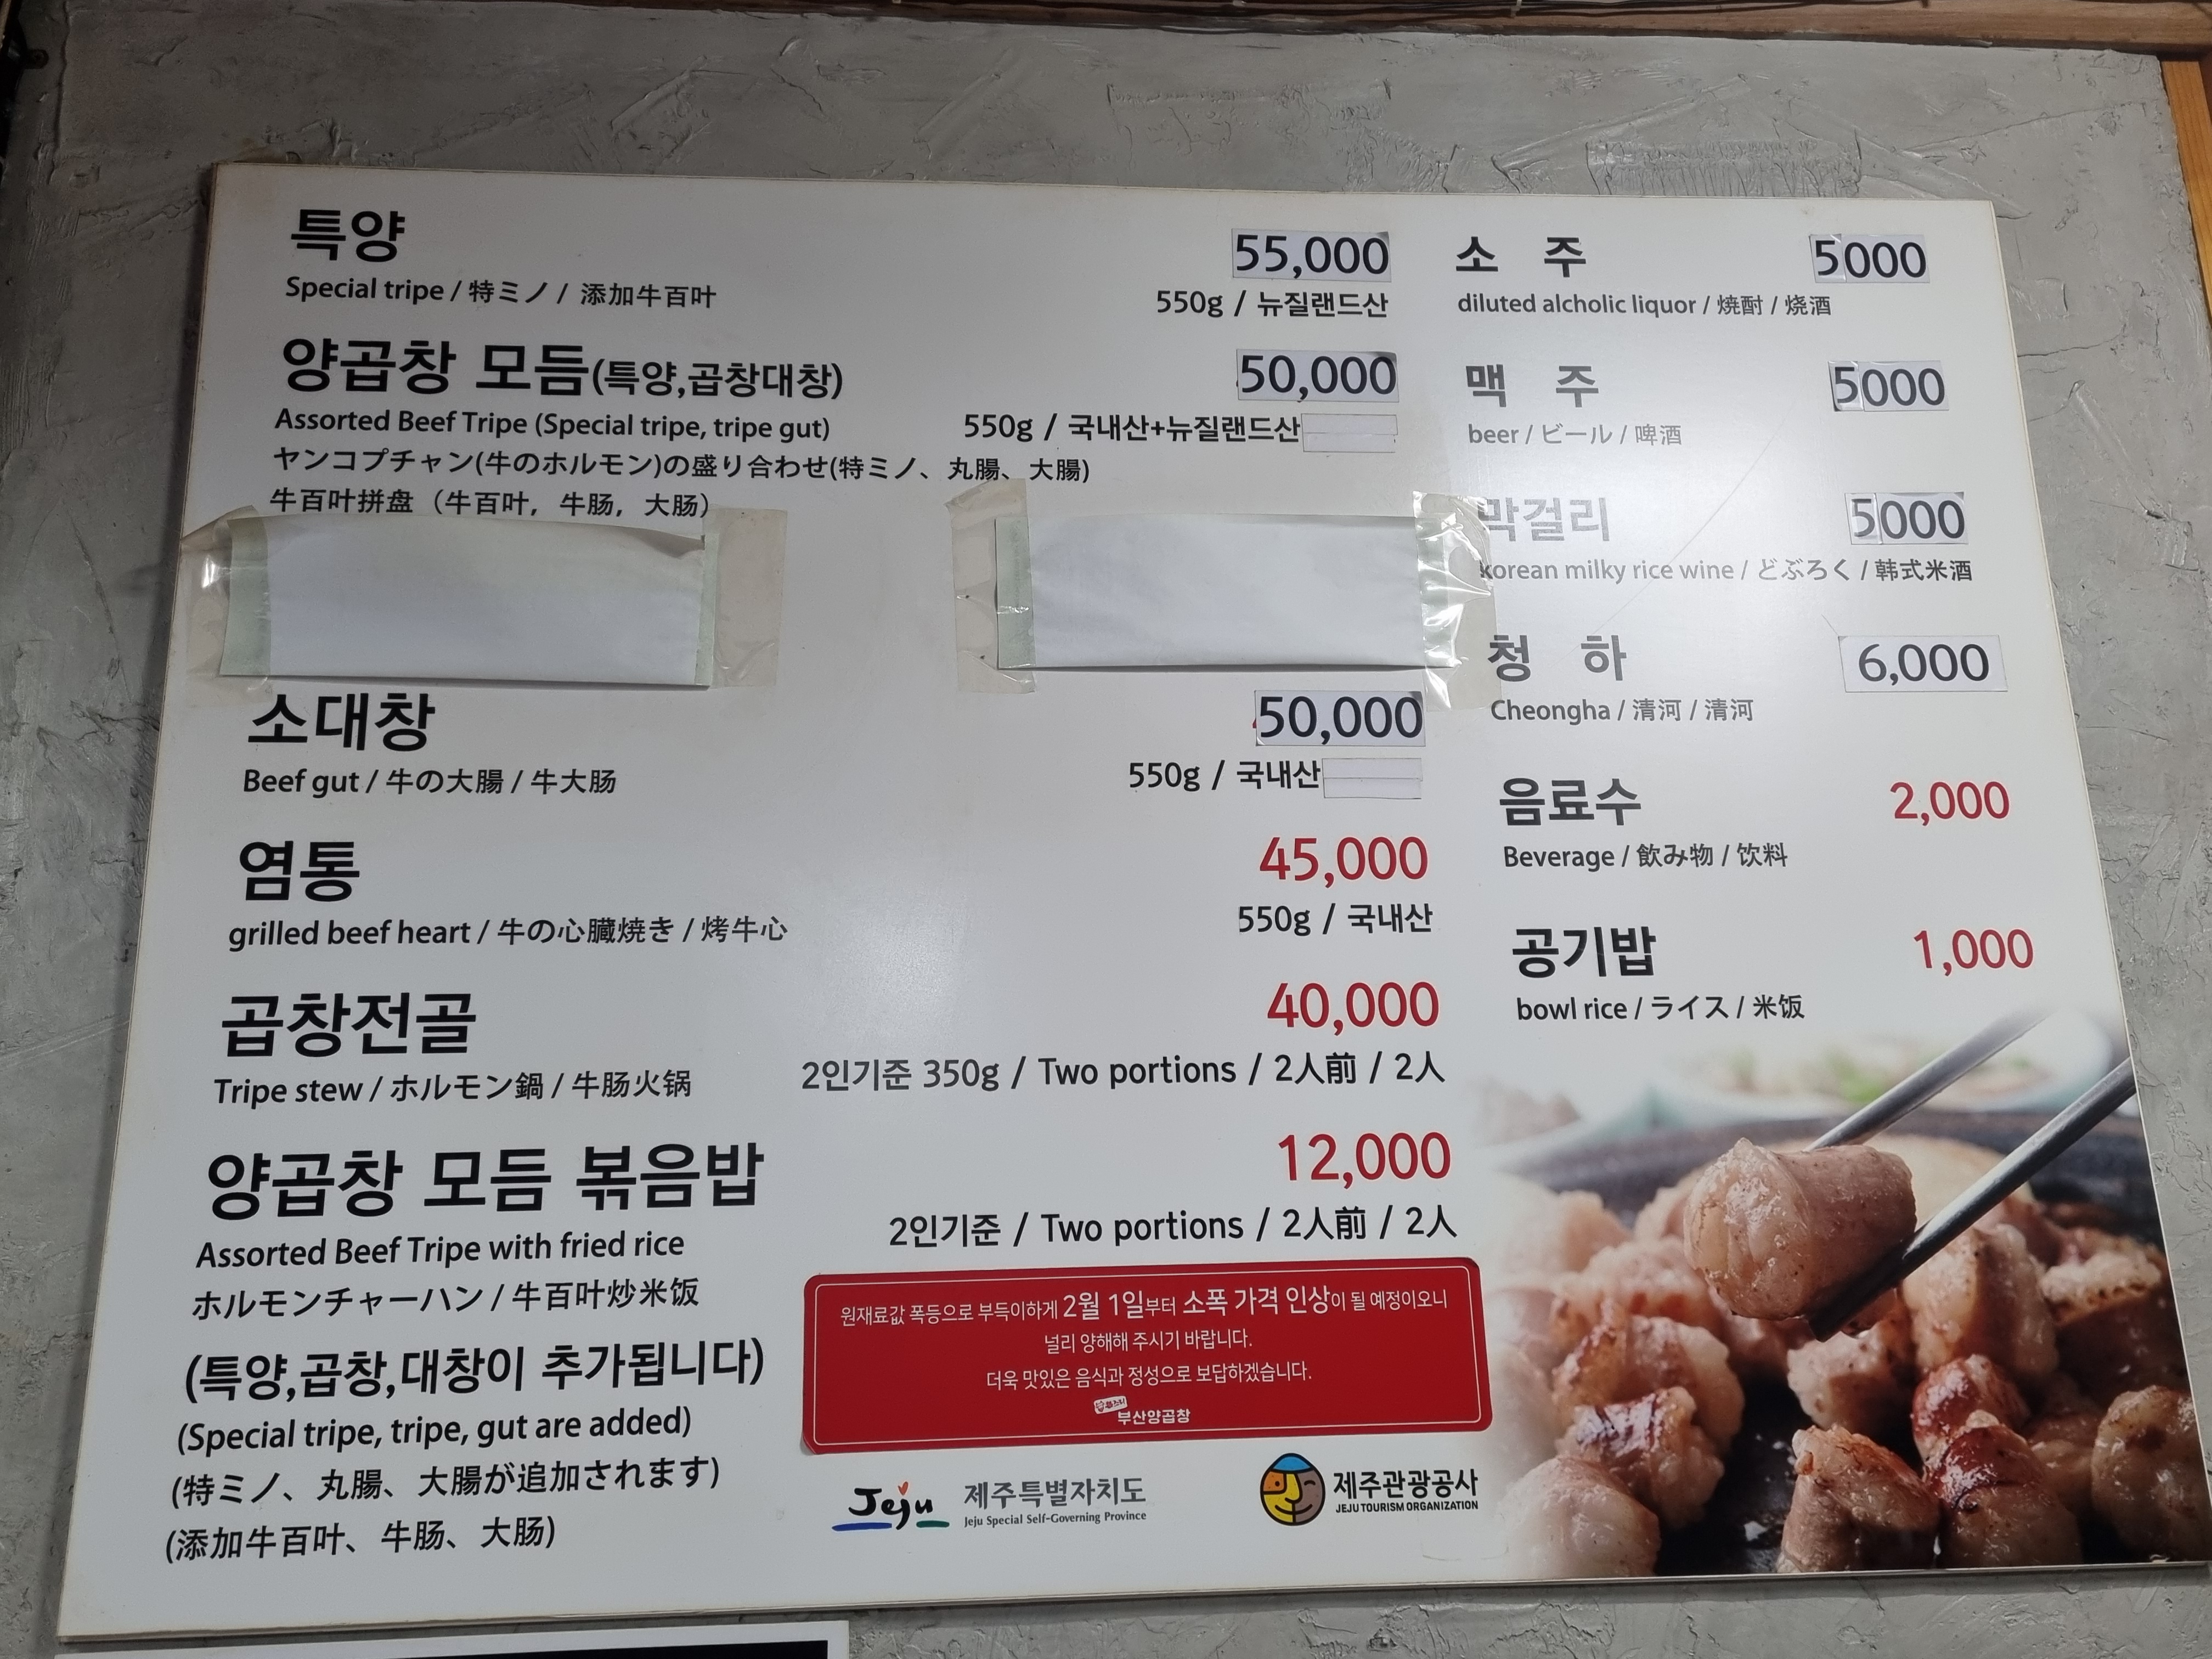 특양
55,000
Special tripe / 特ミノ / 添加牛百叶
550g / 뉴질랜드산
양곱창 모듬(특양,곱창대창)
50,000
Assorted Beef Tripe (Special tripe, tripe gut)
550g / 국내산+뉴질랜드산
ヤンコプチャン(牛のホルモン)の盛り合わせ(特ミノ、丸腸、大腸)
牛百叶拼盘（牛百叶，牛肠，大肠）
소대창
50,000
Beef gut / 牛の大腸 / 牛大肠
550g / 국내산
염통
45,000
grilled beef heart / 牛の心臓焼き / 烤牛心
550g / 국내산
곱창전골
40,000
Tripe stew / ホルモン鍋 / 牛肠火锅
2인기준 350g / Two portions / 2人前 / 2人
양곱창 모듬 볶음밥
12,000
Assorted Beef Tripe with fried rice
2인기준 / Two portions / 2人前 / 2人
ホルモンチャーハン / 牛百叶炒米饭
(특양,곱창,대창이 추가됩니다)
(Special tripe, tripe, gut are added)
(特ミノ、丸腸、大腸が追加されます)
(添加牛百叶、牛肠、大肠)
소 주
5000
diluted alcholic liquor / 焼酎 / 烧酒
맥 주
5000
beer / ビール / 啤酒
막걸리
5000
korean milky rice wine / どぶろく / 韩式米酒
청 하
6,000
Cheongha / 清河 / 清河
음료수
2,000
Beverage / 飲み物 / 饮料
공기밥
1,000
bowl rice / ライス / 米饭
원재료값 폭등으로 부득이하게 2월 1일부터 소폭 가격 인상이 될 예정이오니
널리 양해해 주시기 바랍니다.
더욱 맛있은 음식과 정성으로 보답하겠습니다.
부산양곱창
Jeju 제주특별자치도
Jeju Special Self-Governing Province
제주관광공사
JEJU TOURISM ORGANIZATION